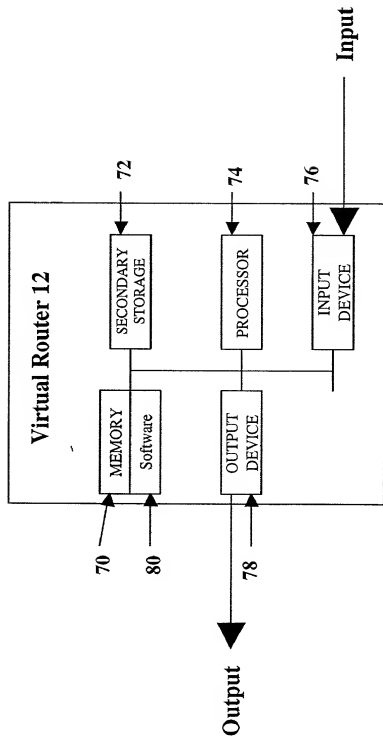 Virtual Router 12
70
MEMORY
Software
80
SECONDARY
STORAGE
72
OUTPUT
DEVICE
78
PROCESSOR
74
INPUT
DEVICE
76
Output
Input